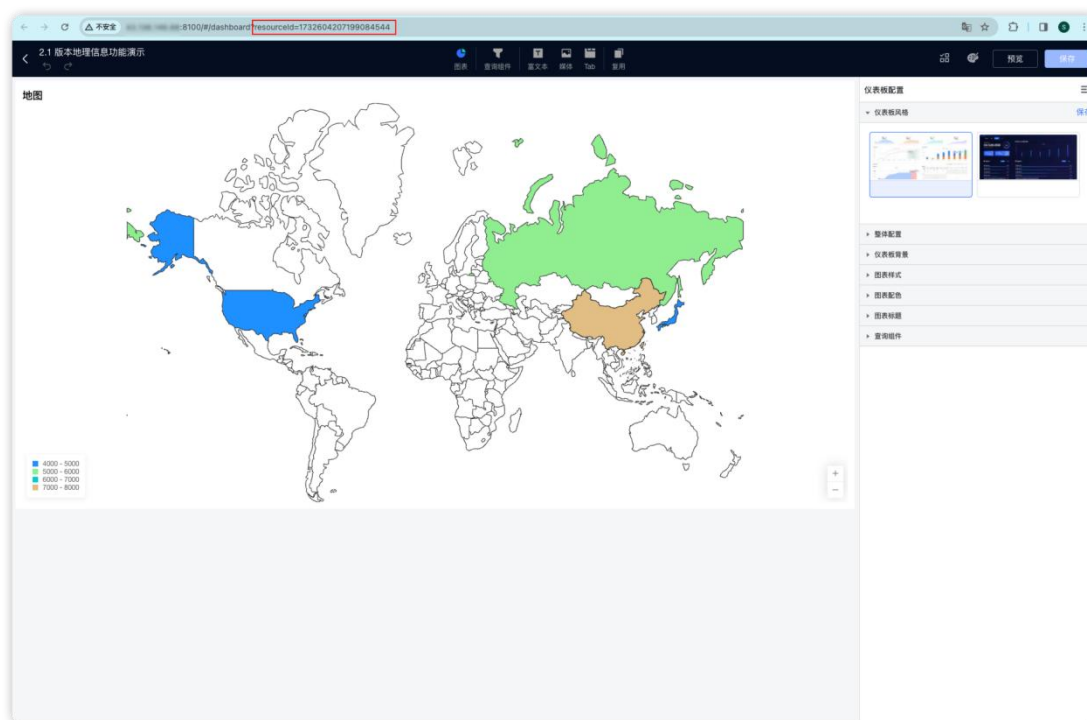 不安全 :8100/#/dashboard?resourceId=1732604207199084544
2.1 版本地理信息功能演示
图表 查询组件 富文本 媒体 Tab 复用
预览 保存
地图
仪表板配置
仪表板风格 保存
整体配置
仪表板背景
图表样式
图表配色
图表标题
查询组件
4000 - 5000
5000 - 6000
6000 - 7000
7000 - 8000